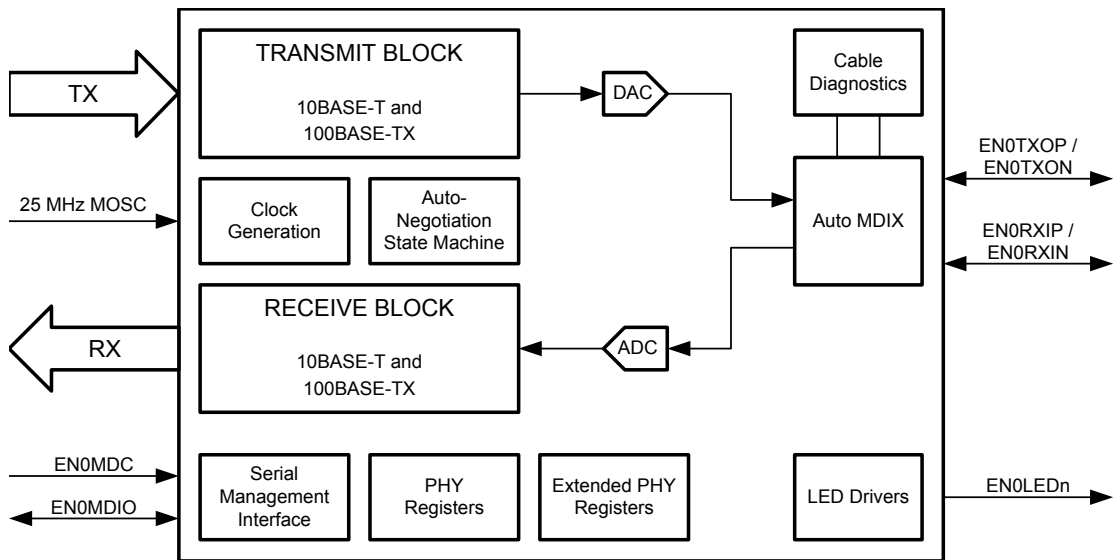 TRANSMIT BLOCK
10BASE-T and
100BASE-TX
TX
DAC
Cable
Diagnostics
EN0TXOP /
EN0TXON
25 MHz MOSC
Clock
Generation
Auto-
Negotiation
State Machine
Auto MDIX
EN0RXIP /
EN0RXIN
RECEIVE BLOCK
10BASE-T and
100BASE-TX
RX
ADC
EN0MDC
EN0MDIO
Serial
Management
Interface
PHY
Registers
Extended PHY
Registers
LED Drivers
EN0LEDn